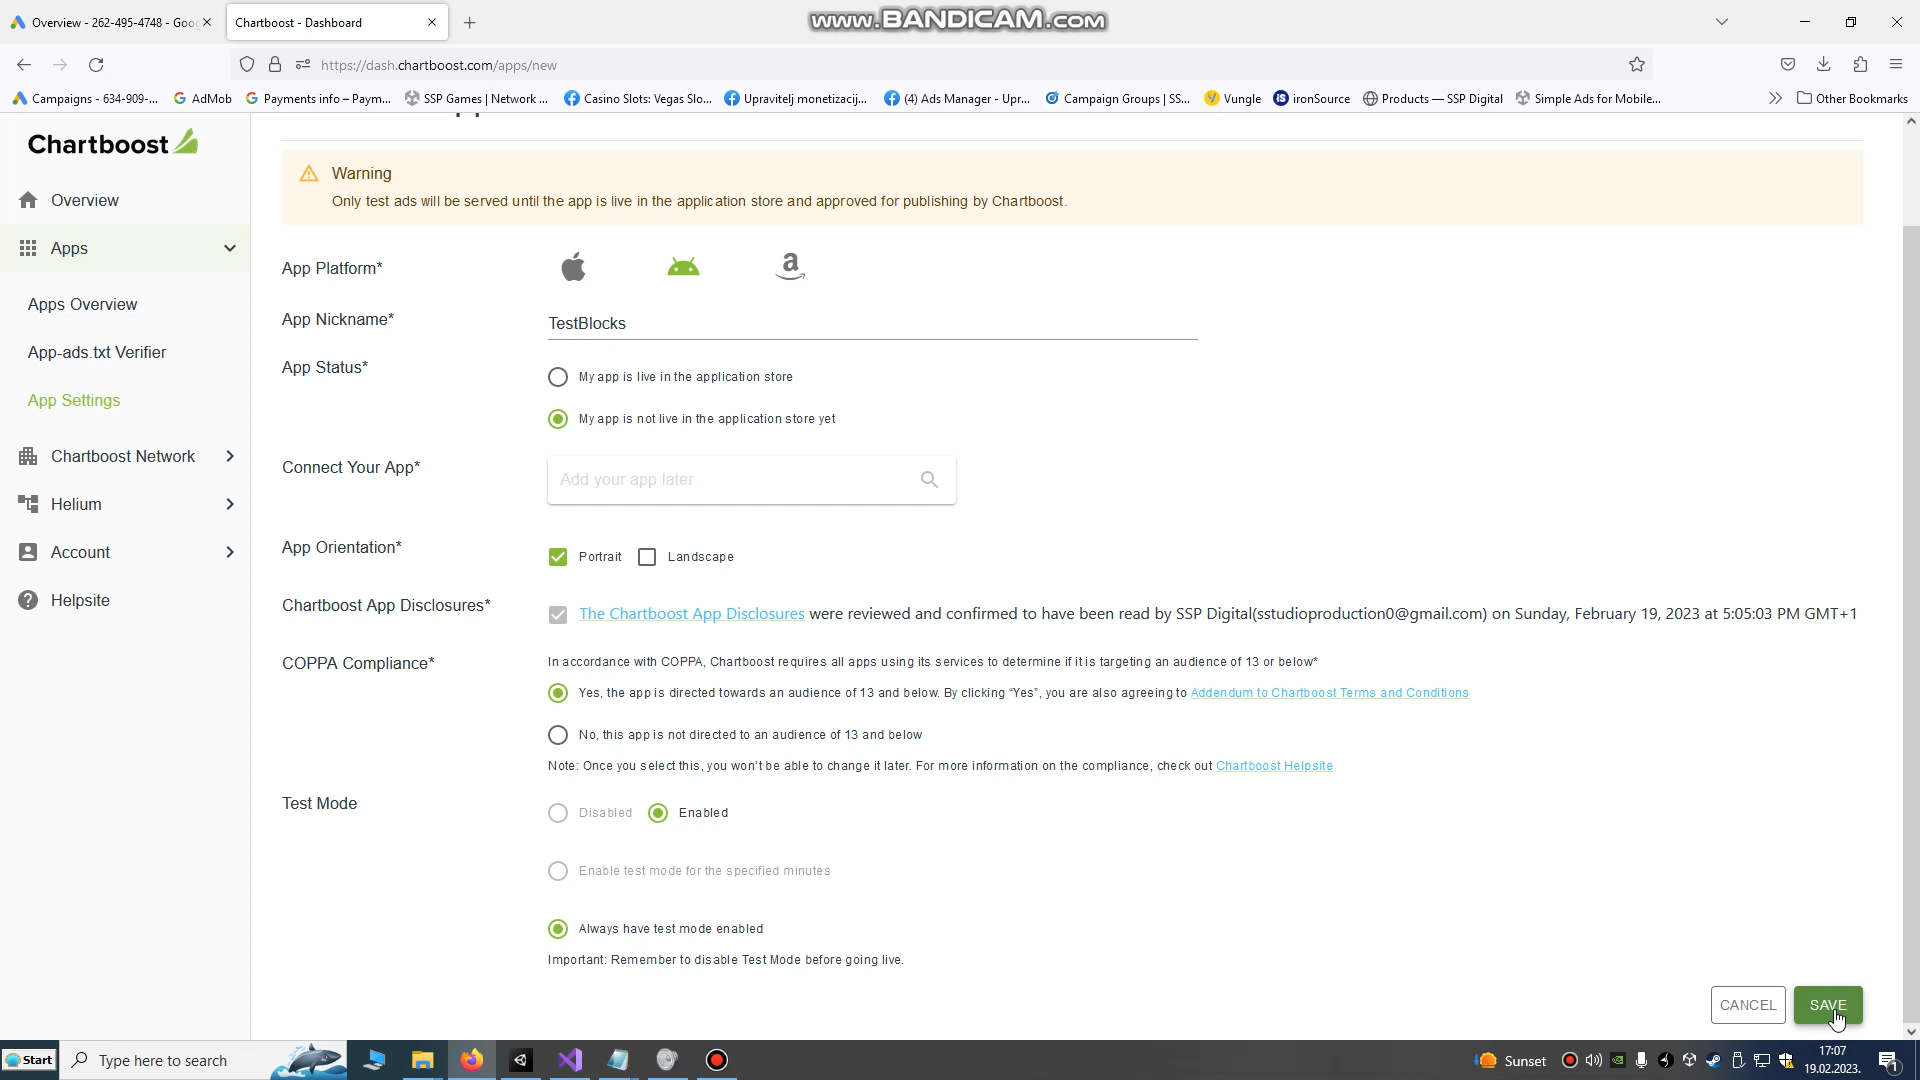 Overview - 262-495-4748 - Goo
Chartboost - Dashboard
www.BANDICAM.com
https://dash.chartboost.com/apps/new
Campaigns - 634-909-...
AdMob
Payments info – Paym...
SSP Games | Network ...
Casino Slots: Vegas Slo...
Upravitelj monetizacij...
(4) Ads Manager - Upr...
Campaign Groups | SS...
Vungle
ironSource
Products — SSP Digital
Simple Ads for Mobile...
Other Bookmarks
Chartboost
Overview
Apps
Apps Overview
App-ads.txt Verifier
App Settings
Chartboost Network
Helium
Account
Helpsite
Warning
Only test ads will be served until the app is live in the application store and approved for publishing by Chartboost.
App Platform*
App Nickname*
TestBlocks
App Status*
My app is live in the application store
My app is not live in the application store yet
Connect Your App*
Add your app later
App Orientation*
Portrait
Landscape
Chartboost App Disclosures*
The Chartboost App Disclosures were reviewed and confirmed to have been read by SSP Digital(sstudioproduction0@gmail.com) on Sunday, February 19, 2023 at 5:05:03 PM GMT+1
COPPA Compliance*
In accordance with COPPA, Chartboost requires all apps using its services to determine if it is targeting an audience of 13 or below*
Yes, the app is directed towards an audience of 13 and below. By clicking “Yes”, you are also agreeing to Addendum to Chartboost Terms and Conditions
No, this app is not directed to an audience of 13 and below
Note: Once you select this, you won’t be able to change it later. For more information on the compliance, check out Chartboost Helpsite
Test Mode
Disabled
Enabled
Enable test mode for the specified minutes
Always have test mode enabled
Important: Remember to disable Test Mode before going live.
CANCEL
SAVE
Start
Type here to search
Sunset
17:07
19.02.2023.
1